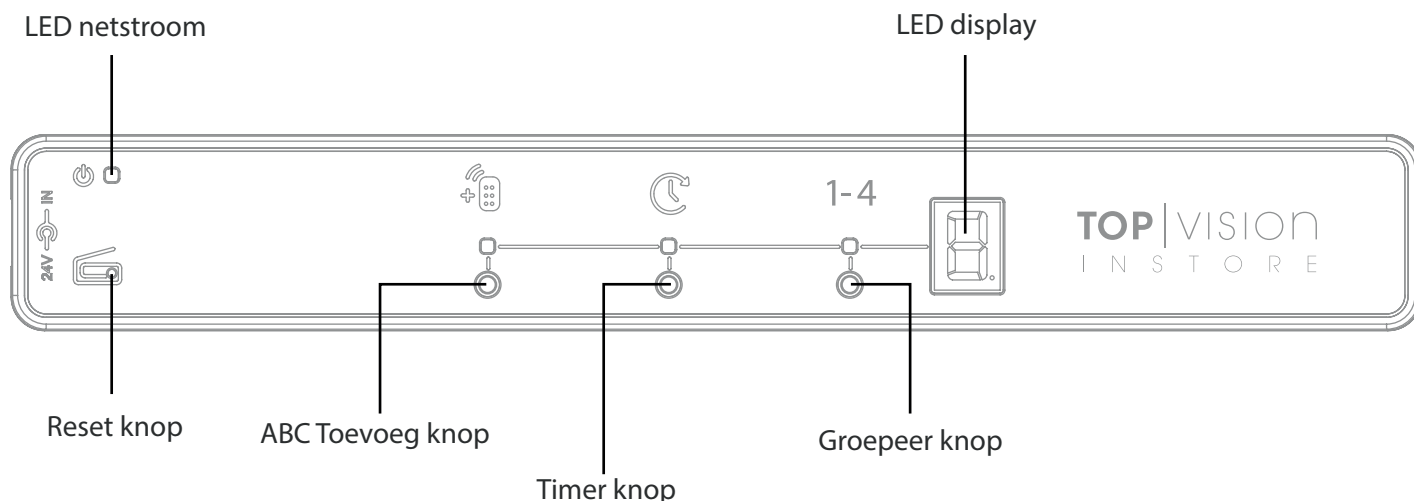 LED netstroom
LED display
IN
24V
1-4
TOP|VISION
INSTORE
Reset knop
ABC Toevoeg knop
Groepeer knop
Timer knop